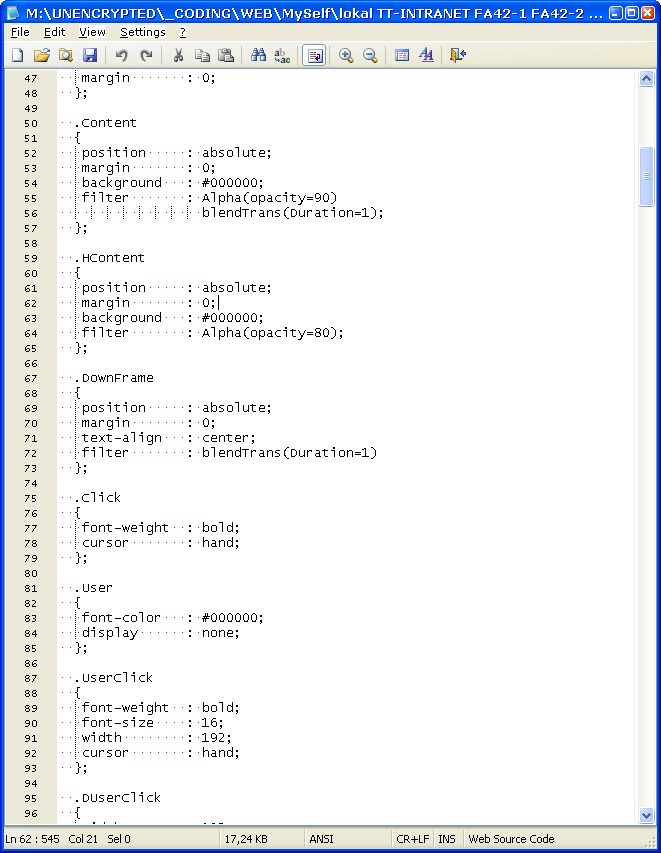 M:\UNENCRYPTED\_CODING\WEB\MySelf\lokal TT-INTRANET FA42-1 FA42-2 ...
File Edit View Settings ?
47 margin : 0;
48 };
49
50 .Content
51 {
52 position : absolute;
53 margin : 0;
54 background : #000000;
55 filter : Alpha(opacity=90)
56 blendTrans(Duration=1);
57 };
58
59 .HContent
60 {
61 position : absolute;
62 margin : 0;
63 background : #000000;
64 filter : Alpha(opacity=80);
65 };
66
67 .DownFrame
68 {
69 position : absolute;
70 margin : 0;
71 text-align : center;
72 filter : blendTrans(Duration=1)
73 };
74
75 .Click
76 {
77 font-weight : bold;
78 cursor : hand;
79 };
80
81 .User
82 {
83 font-color : #000000;
84 display : none;
85 };
86
87 .UserClick
88 {
89 font-weight : bold;
90 font-size : 16;
91 width : 192;
92 cursor : hand;
93 };
94
95 .DUserClick
96 {
Ln 62 : 545 Col 21 Sel 0 17,24 KB ANSI CR+LF INS Web Source Code